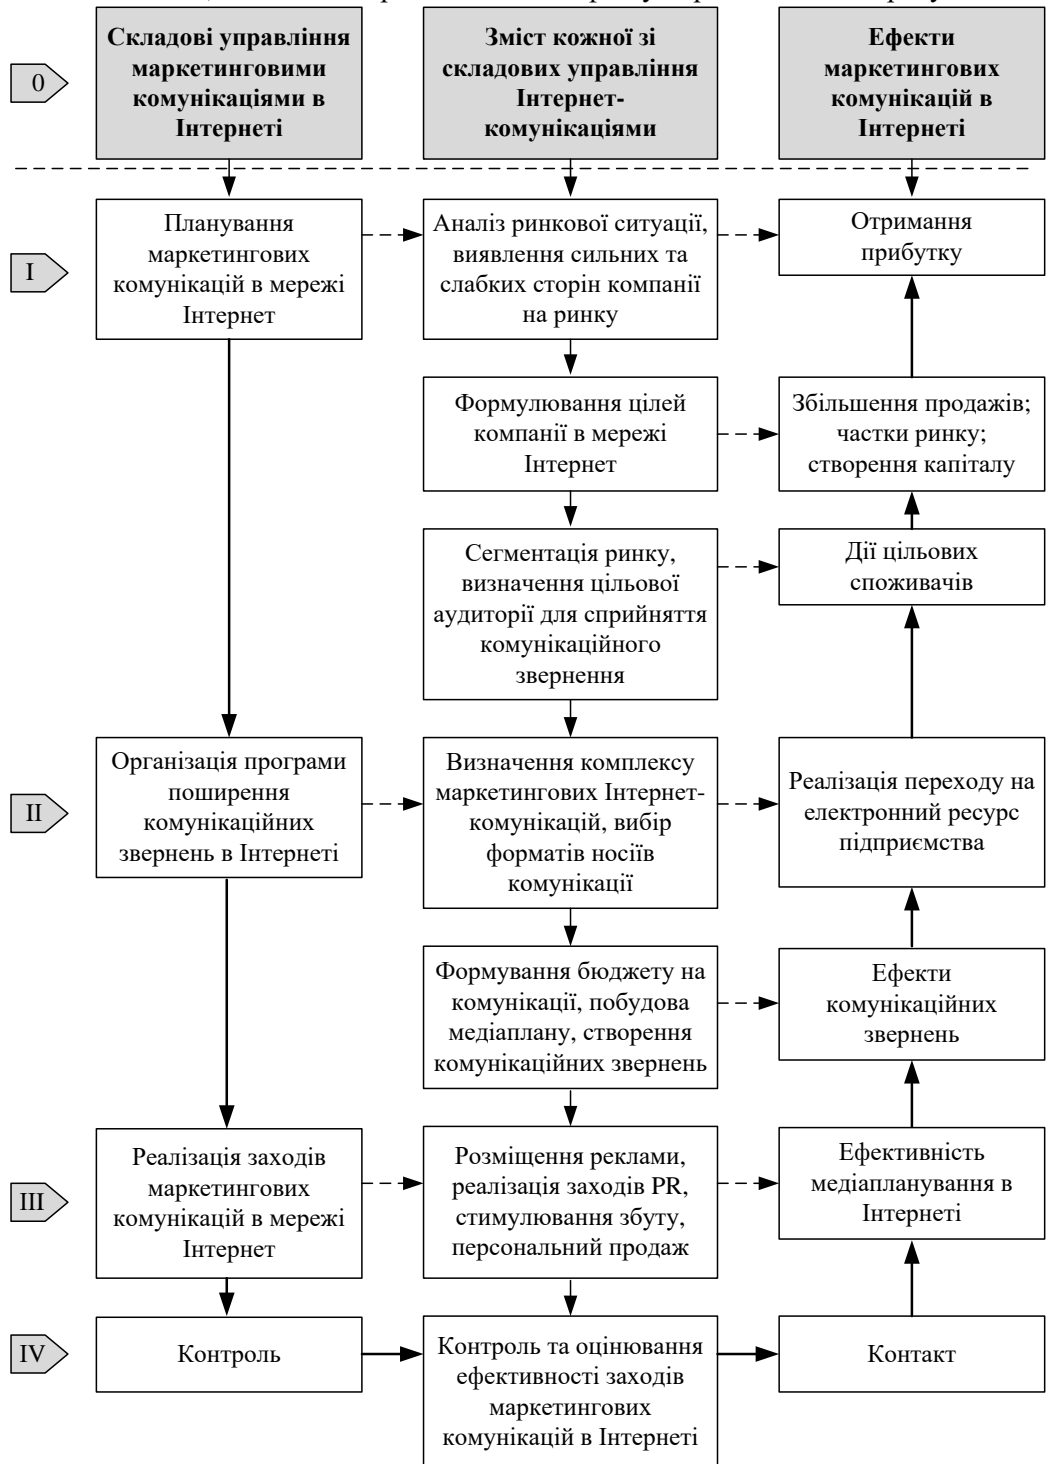 0
Складові управління
маркетинговими
комунікаціями в
Інтернеті
Зміст кожної зі
складових управління
Інтернет-
комунікаціями
Ефекти
маркетингових
комунікацій в
Інтернеті
I
Планування
маркетингових
комунікацій в мережі
Інтернет
Аналіз ринкової ситуації,
виявлення сильних та
слабких сторін компанії
на ринку
Отримання
прибутку
Формулювання цілей
компанії в мережі
Інтернет
Збільшення продажів;
частки ринку;
створення капіталу
Сегментація ринку,
визначення цільової
аудиторії для сприйняття
комунікаційного
звернення
Дії цільових
споживачів
II
Організація програми
поширення
комунікаційних
звернень в Інтернеті
Визначення комплексу
маркетингових Інтернет-
комунікацій, вибір
форматів носіїв
комунікації
Реалізація переходу на
електронний ресурс
підприємства
Формування бюджету на
комунікації, побудова
медіаплану, створення
комунікаційних звернень
Ефекти
комунікаційних
звернень
III
Реалізація заходів
маркетингових
комунікацій в мережі
Інтернет
Розміщення реклами,
реалізація заходів PR,
стимулювання збуту,
персональний продаж
Ефективність
медіапланування в
Інтернеті
IV
Контроль
Контроль та оцінювання
ефективності заходів
маркетингових
комунікацій в Інтернеті
Контакт